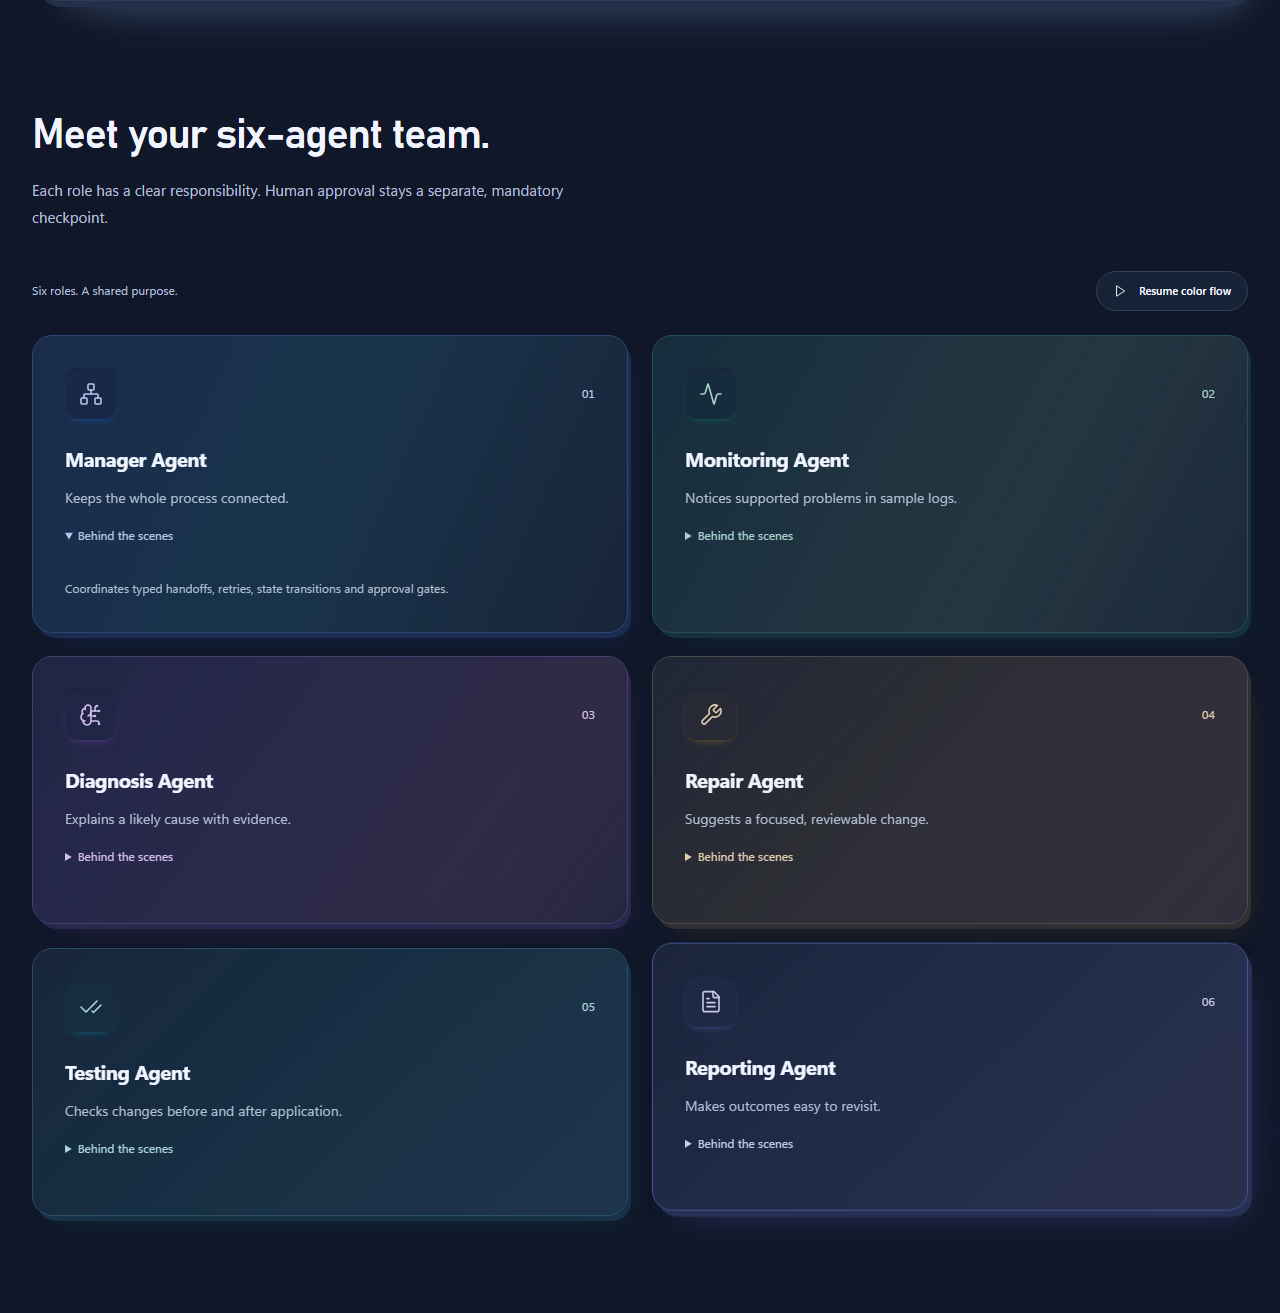 Meet your six-agent team.
Each role has a clear responsibility. Human approval stays a separate, mandatory
checkpoint.
Six roles. A shared purpose.
Resume color flow
01
Manager Agent
Keeps the whole process connected.
▼ Behind the scenes
Coordinates typed handoffs, retries, state transitions and approval gates.
02
Monitoring Agent
Notices supported problems in sample logs.
▶ Behind the scenes
03
Diagnosis Agent
Explains a likely cause with evidence.
▶ Behind the scenes
04
Repair Agent
Suggests a focused, reviewable change.
▶ Behind the scenes
05
Testing Agent
Checks changes before and after application.
▶ Behind the scenes
06
Reporting Agent
Makes outcomes easy to revisit.
▶ Behind the scenes